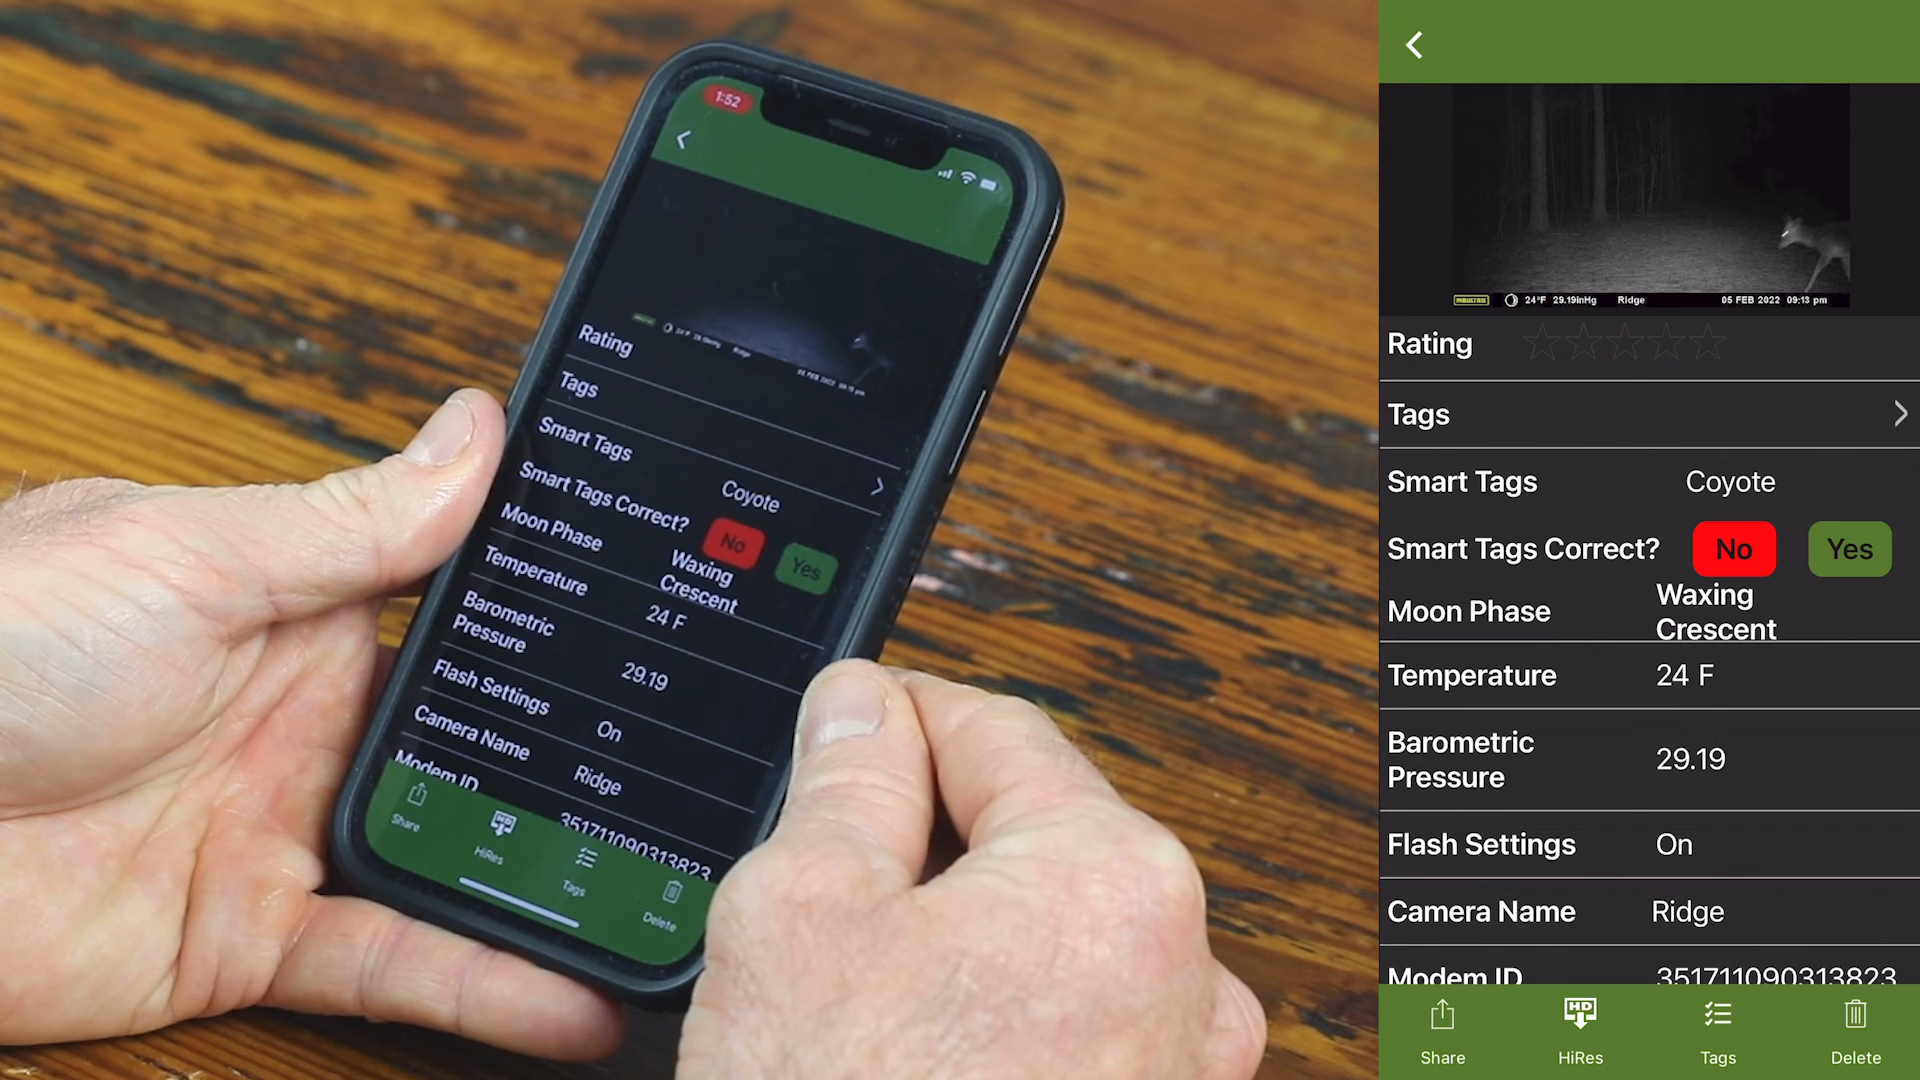 1:52
Rating
Tags
Smart Tags
Coyote
Smart Tags Correct?
No
Yes
Moon Phase
Waxing
Crescent
Temperature
24 F
Barometric
Pressure
29.19
Flash Settings
On
Camera Name
Ridge
Modem ID
351711090313823
Share
HD
HiRes
Tags
Delete
MOULTRIE 24°F 29.19inHg Ridge 05 FEB 2022 09:13 pm
Rating
Tags
Smart Tags Coyote
Smart Tags Correct? No Yes
Moon Phase Waxing
Crescent
Temperature 24 F
Barometric
Pressure 29.19
Flash Settings On
Camera Name Ridge
Modem ID 351711090313823
HD
Share HiRes Tags Delete